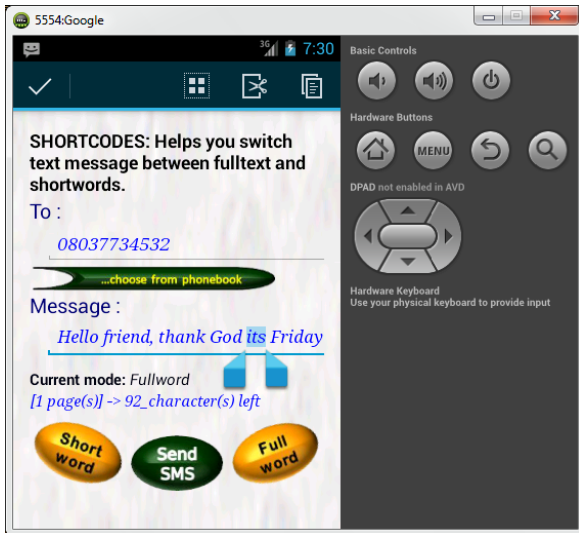 5554:Google
3G 7:30
SHORTCODES: Helps you switch
text message between fulltext and
shortwords.
To :
08037734532
...choose from phonebook
Message :
Hello friend, thank God its Friday
Current mode: Fullword
[1 page(s)] -> 92_character(s) left
Short
word
Send
SMS
Full
word
Basic Controls
Hardware Buttons
MENU
DPAD not enabled in AVD
Hardware Keyboard
Use your physical keyboard to provide input